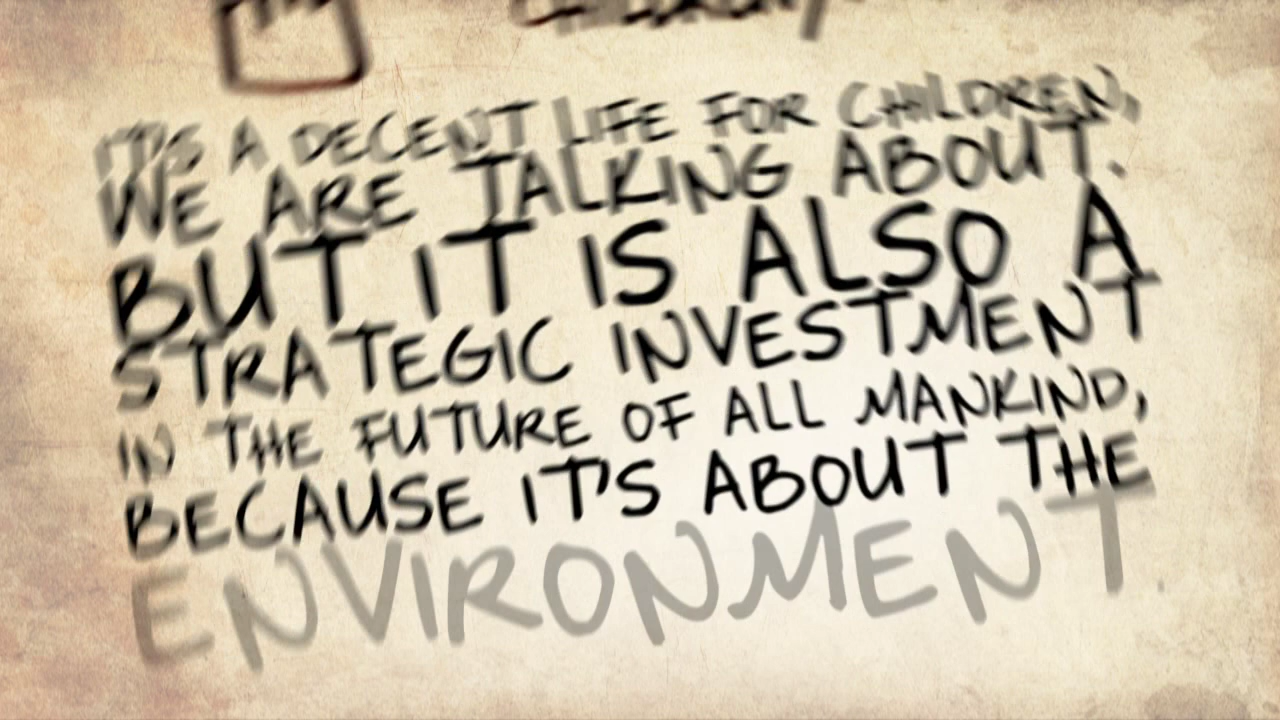 IT'S A DECENT LIFE FOR CHILDREN,
WE ARE TALKING ABOUT.
BUT IT IS ALSO A
STRATEGIC INVESTMENT
IN THE FUTURE OF ALL MANKIND,
BECAUSE IT'S ABOUT THE
ENVIRONMENT